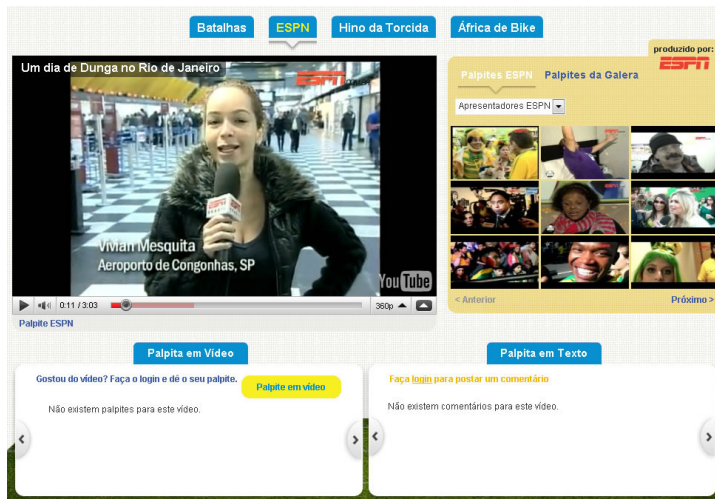 Batalhas
ESPN
Hino da Torcida
África de Bike
Um dia de Dunga no Rio de Janeiro
ESPN
ESPN
Vivian Mesquita
Aeroporto de Congonhas, SP
YouTube
0:11 / 3:03
360p
Palpite ESPN
produzido por:
ESPN
Palpites ESPN
Palpites da Galera
Apresentadores ESPN
< Anterior
Próximo >
Palpita em Vídeo
Palpita em Texto
Gostou do vídeo? Faça o login e dê o seu palpite.
Palpite em vídeo
Não existem palpites para este vídeo.
Faça login para postar um comentário
Não existem comentários para este vídeo.